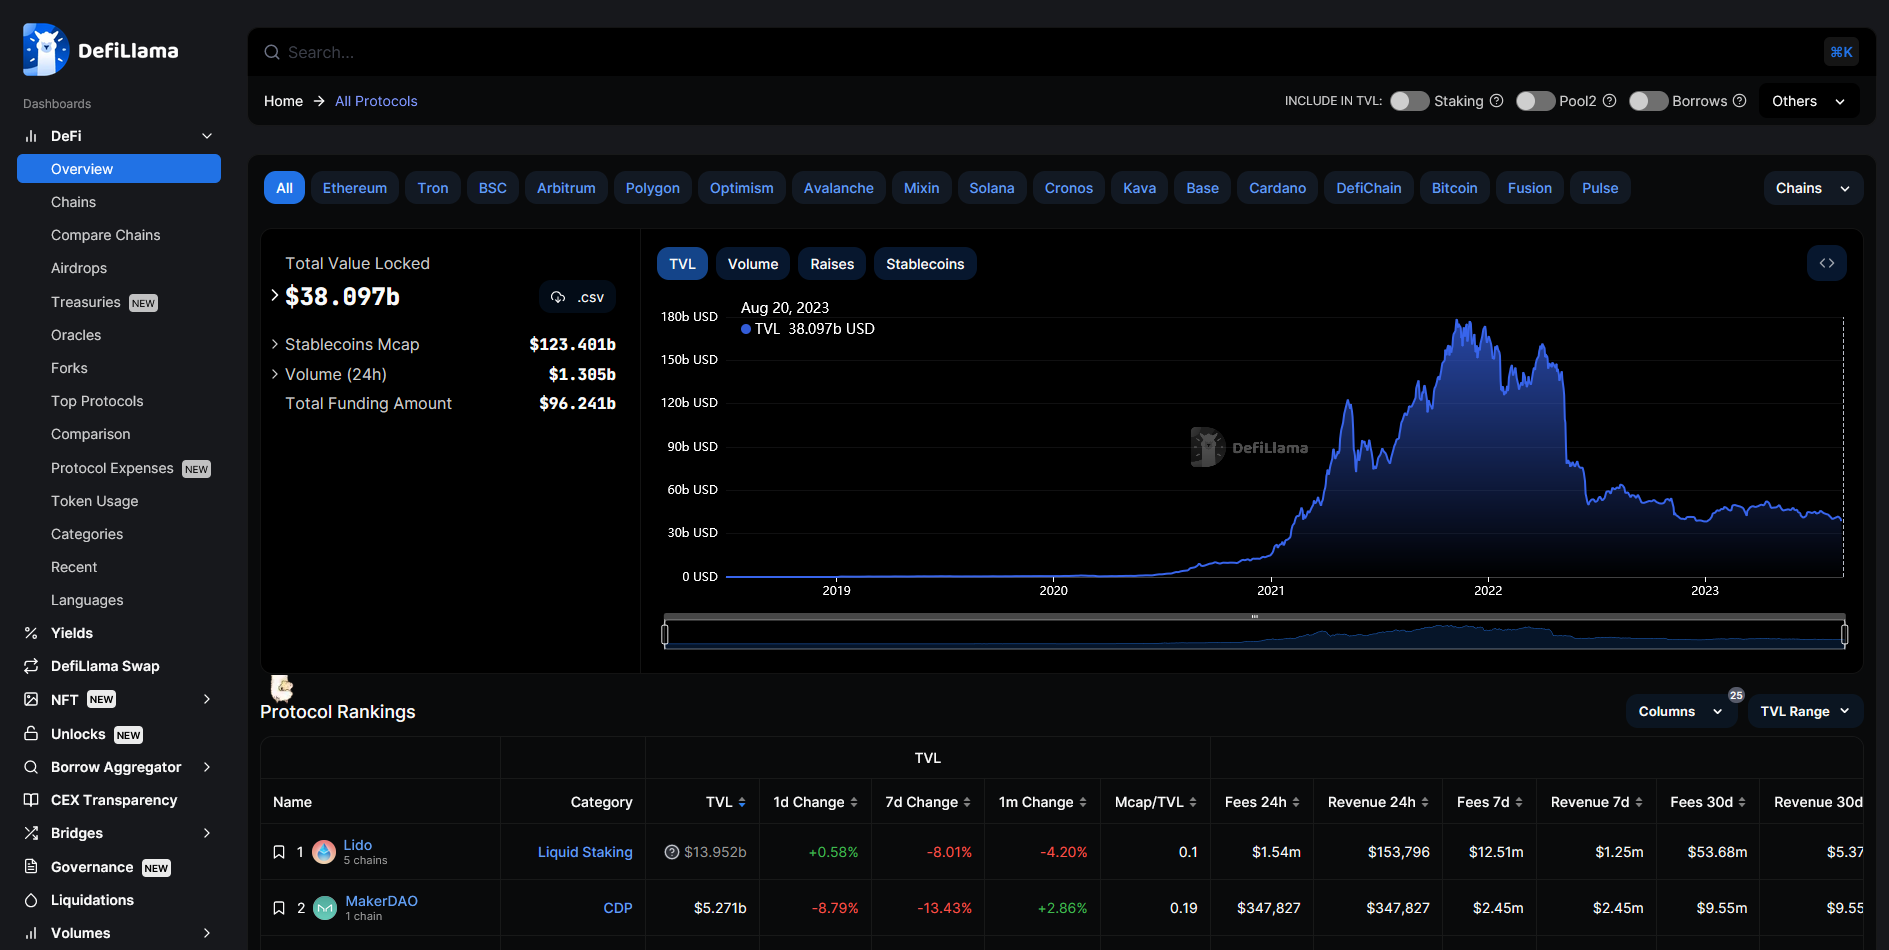 DefiLlama
Search...
⌘K
Dashboards
Home → All Protocols
INCLUDE IN TVL: Staking Pool2 Borrows Others
DeFi
Overview
Chains
Compare Chains
Airdrops
Treasuries NEW
Oracles
Forks
Top Protocols
Comparison
Protocol Expenses NEW
Token Usage
Categories
Recent
Languages
Yields
DefiLlama Swap
NFT NEW
Unlocks NEW
Borrow Aggregator
CEX Transparency
Bridges
Governance NEW
Liquidations
Volumes
All Ethereum Tron BSC Arbitrum Polygon Optimism Avalanche Mixin Solana Cronos Kava Base Cardano DefiChain Bitcoin Fusion Pulse Chains
Total Value Locked
$38.097b
.csv
Stablecoins Mcap $123.401b
Volume (24h) $1.305b
Total Funding Amount $96.241b
TVL Volume Raises Stablecoins
Aug 20, 2023
TVL 38.097b USD
180b USD
150b USD
120b USD
90b USD
60b USD
30b USD
0 USD
DefiLlama
2019 2020 2021 2022 2023
Protocol Rankings
Columns 25 TVL Range
TVL
Name Category TVL 1d Change 7d Change 1m Change Mcap/TVL Fees 24h Revenue 24h Fees 7d Revenue 7d Fees 30d Revenue 30d
1 Lido Liquid Staking $13.952b +0.58% -8.01% -4.20% 0.1 $1.54m $153,796 $12.51m $1.25m $53.68m $5.37
5 chains
2 MakerDAO CDP $5.271b -8.79% -13.43% +2.86% 0.19 $347,827 $347,827 $2.45m $2.45m $9.55m $9.55
1 chain